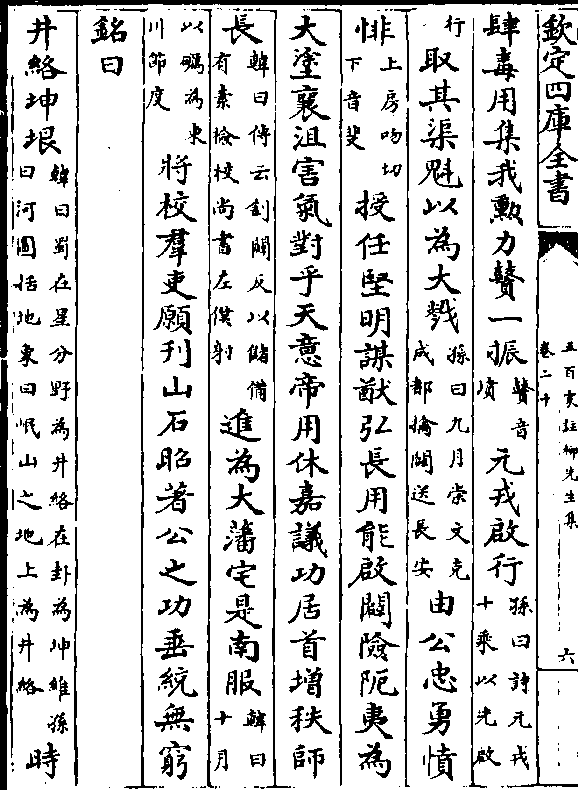 欽定四庫全書
五百家註柳先生集
卷二十
六
肆毒用集我勲力鼖一振鼖音墳元戎啟行孫曰詩元戎十乘以先啟
行取其渠魁以為大戮孫曰九月崇文克成都擒闢送長安由公忠勇憤
悱上房吻切下音斐授任堅明謀猷弘長用能啟闢險阨夷為
大塗襄沮害氣對乎天意帝用休嘉議功居首增秩師
長韓曰傳云劉闢反以儲備有素檢校尚書左僕射進為大藩宅是南服韓曰十月
以礪為東川節度將校羣吏願刋山石昭著公之功垂統無窮
銘曰
井絡坤垠韓曰蜀在星分野為井絡在卦為坤維孫曰河圖括地象曰岷山之地上為井絡時